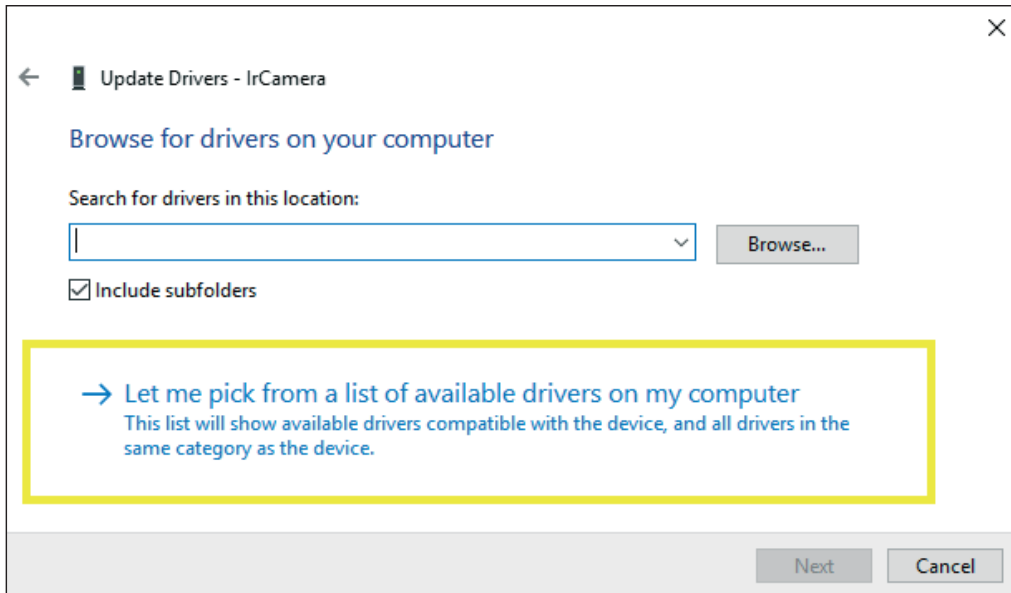 Update Drivers - IrCamera
Browse for drivers on your computer
Search for drivers in this location:
Browse...
Include subfolders
Let me pick from a list of available drivers on my computer
This list will show available drivers compatible with the device, and all drivers in the
same category as the device.
Next
Cancel